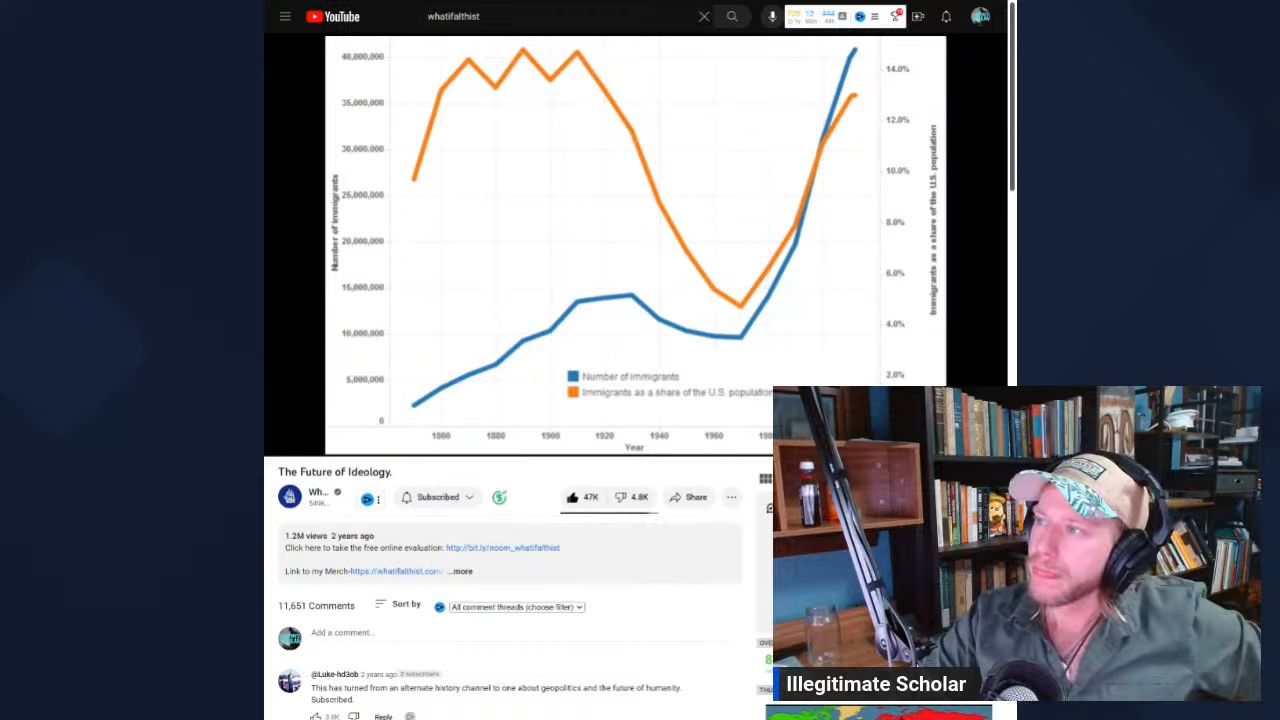 YouTube
whatifalthist
40,000,000
35,000,000
30,000,000
25,000,000
20,000,000
15,000,000
10,000,000
5,000,000
0
Number of immigrants
14.0%
12.0%
10.0%
8.0%
6.0%
4.0%
2.0%
Immigrants as a share of the U.S. population
Number of immigrants
Immigrants as a share of the U.S. population
1860
1880
1900
1920
1940
1960
Year
The Future of Ideology.
Wh...
549K...
Subscribed
47K
4.8K
Share
1.2M views 2 years ago
Click here to take the free online evaluation: http://bit.ly/noom_whatifalthist
Link to my Merch-https://whatifalthist.com/ ...more
11,651 Comments
Sort by
All comment threads (choose filter)
Add a comment...
@Luke-hd3ob 2 years ago 2 subscribers
This has turned from an alternate history channel to one about geopolitics and the future of humanity.
Subscribed.
3.6K
Reply
Illegitimate Scholar